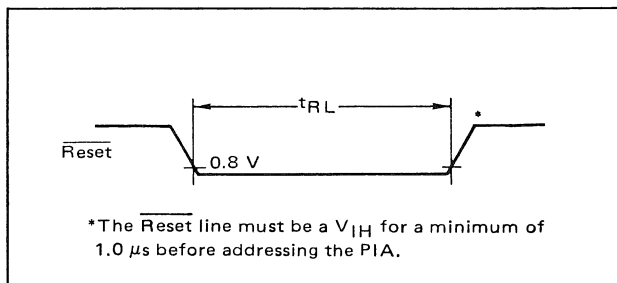 tRL
*
Reset
0.8 V
*The Reset line must be a VIH for a minimum of
1.0 μs before addressing the PIA.